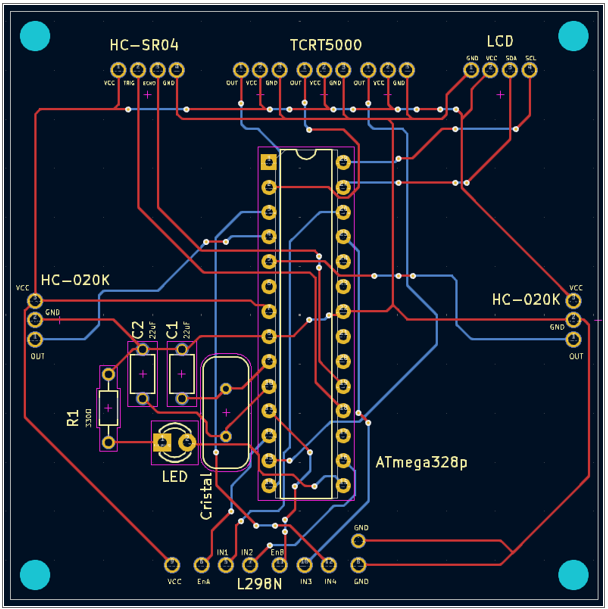 HC-SR04
TCRT5000
LCD
VCC TRIG ECHO GND
OUT VCC GND OUT VCC GND OUT VCC GND
GND VCC SDA SCL
HC-020K
VCC
GND
OUT
HC-020K
VCC
GND
OUT
C2
22uF
C1
22uF
R1
330Ω
LED
Cristal
ATmega328p
GND
VCC EnA IN1 IN2 EnB IN3 IN4 GND
L298N